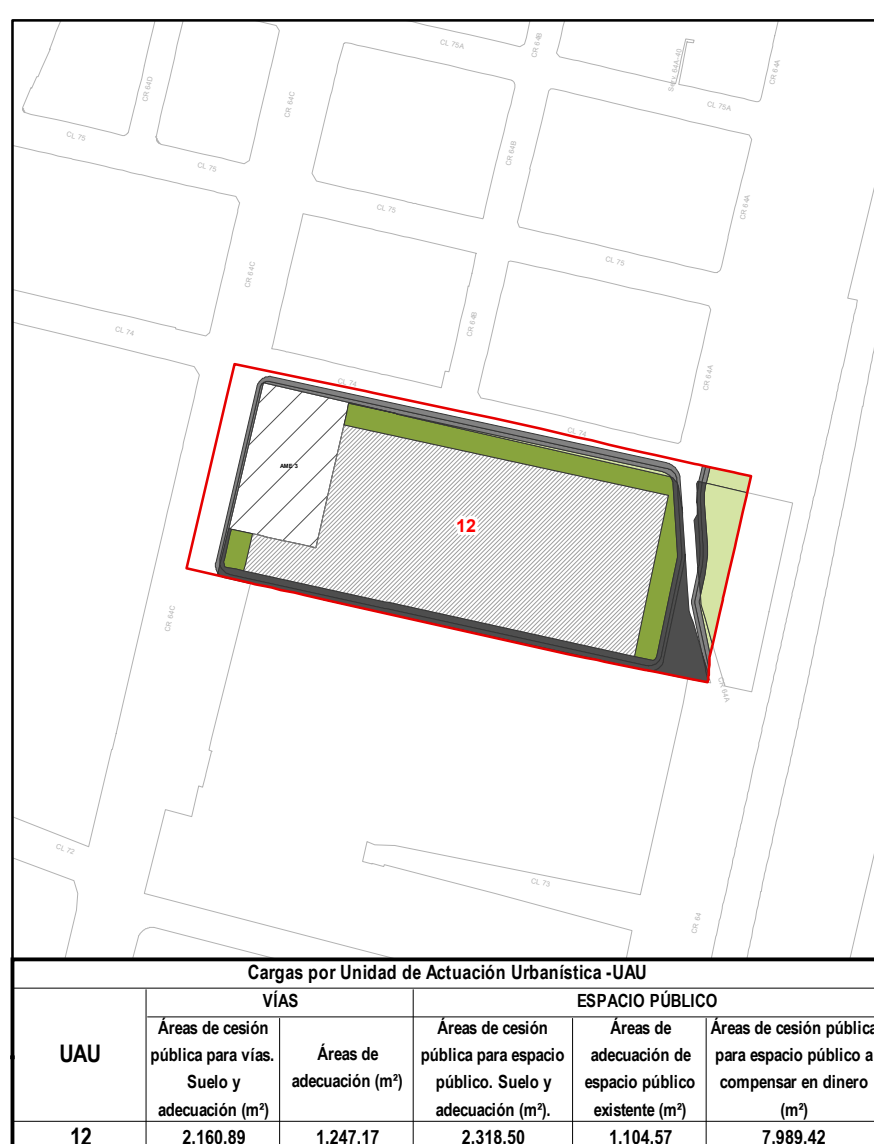 CL 75A
CR 64B
S4CK 64A-40
CR 64A
CR 64D
CR 64C
CL 75A
CL 75
CL 75
CR 64B
CL 75
CR 64A
CL 75
CR 64C
CL 74
CR 64B
CR 64A
CL 74
CL 74
AME 3
12
CR 64C
CR 64A
CL 72
CL 73
CR 64
Cargas por Unidad de Actuación Urbanística -UAU
UAU
VÍAS
ESPACIO PÚBLICO
Áreas de cesión
pública para vías.
Suelo y
adecuación (m²)
Áreas de
adecuación (m²)
Áreas de cesión
pública para espacio
público. Suelo y
adecuación (m²).
Áreas de
adecuación de
espacio público
existente (m²)
Áreas de cesión pública
para espacio público a
compensar en dinero
(m²)
12 2.160,89 1.247,17 2.318,50 1.104,57 7.989,42